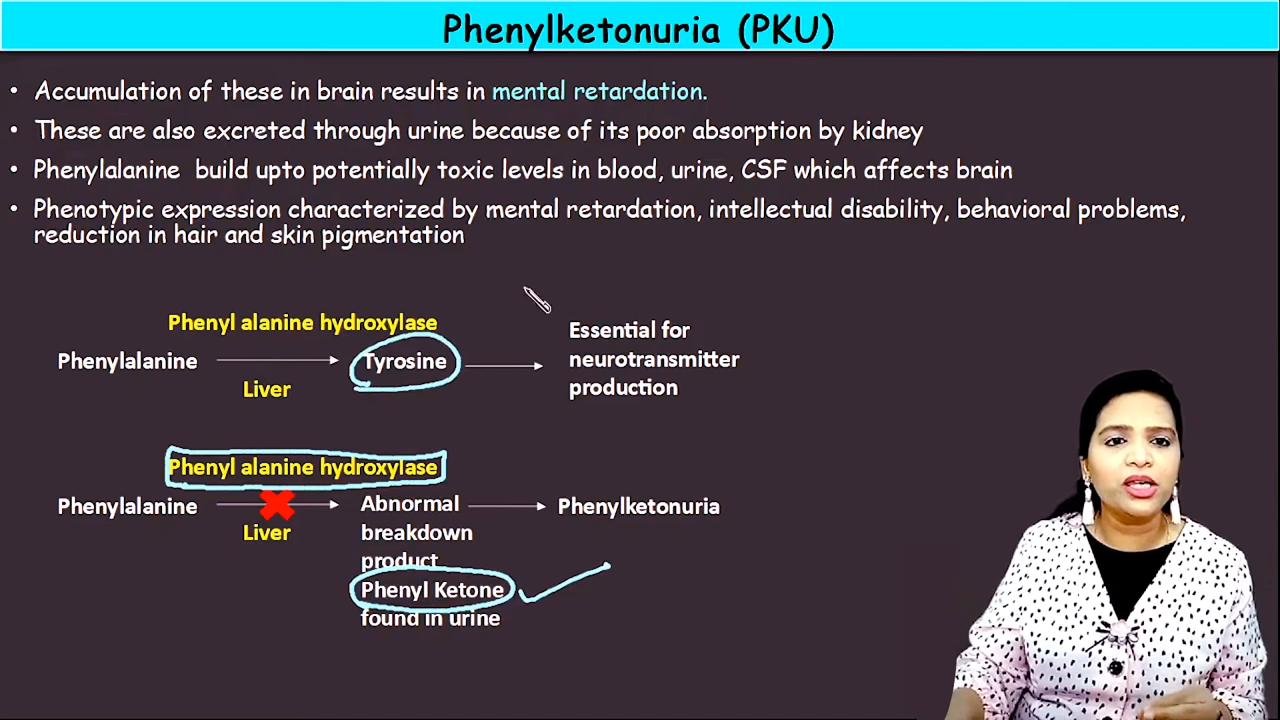 Phenylketonuria (PKU)
• Accumulation of these in brain results in mental retardation.
• These are also excreted through urine because of its poor absorption by kidney
• Phenylalanine build upto potentially toxic levels in blood, urine, CSF which affects brain
• Phenotypic expression characterized by mental retardation, intellectual disability, behavioral problems,
reduction in hair and skin pigmentation
Phenyl alanine hydroxylase
Phenylalanine
Liver
Tyrosine
Essential for
neurotransmitter
production
Phenyl alanine hydroxylase
Phenylalanine
Liver
Abnormal
breakdown
product
Phenyl Ketone
found in urine
Phenylketonuria